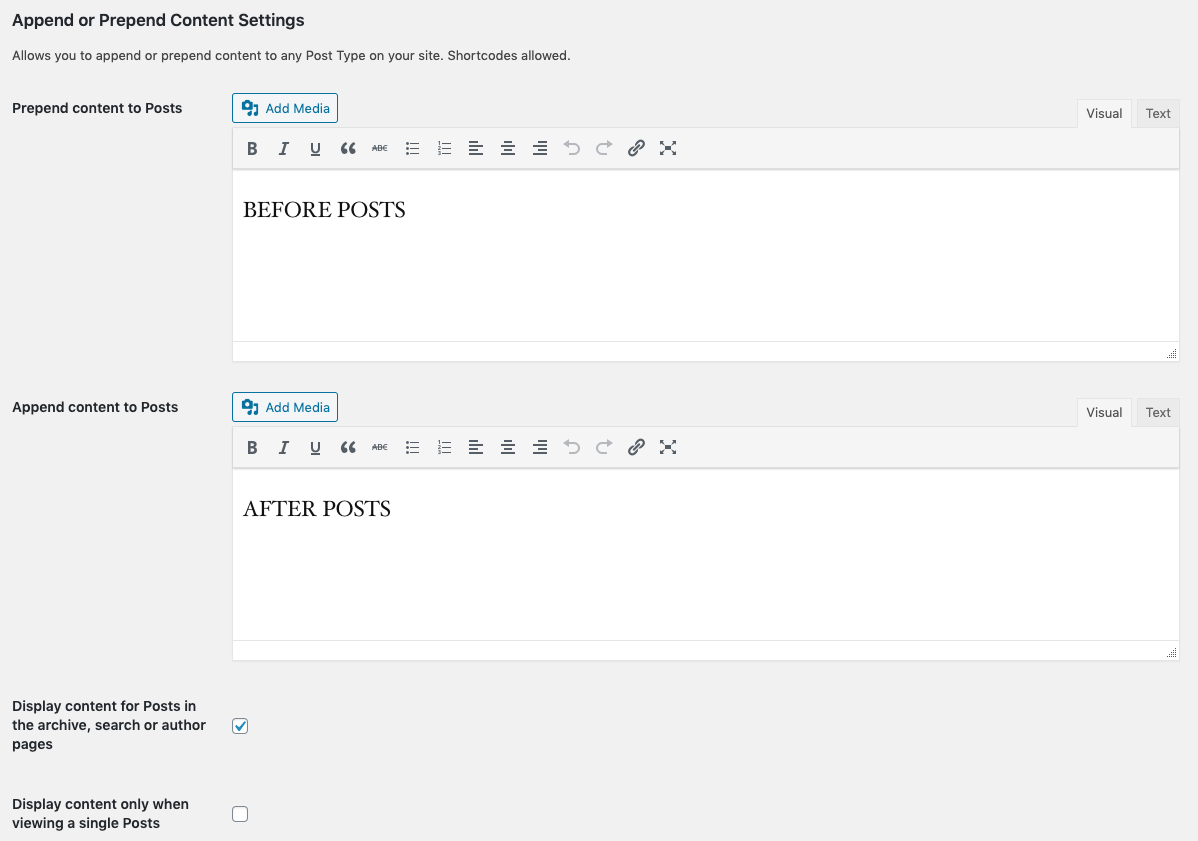 Append or Prepend Content Settings
Allows you to append or prepend content to any Post Type on your site. Shortcodes allowed.
Prepend content to Posts
Add Media
Visual
Text
B I U ABC
BEFORE POSTS
Append content to Posts
Add Media
Visual
Text
B I U ABC
AFTER POSTS
Display content for Posts in
the archive, search or author
pages
Display content only when
viewing a single Posts